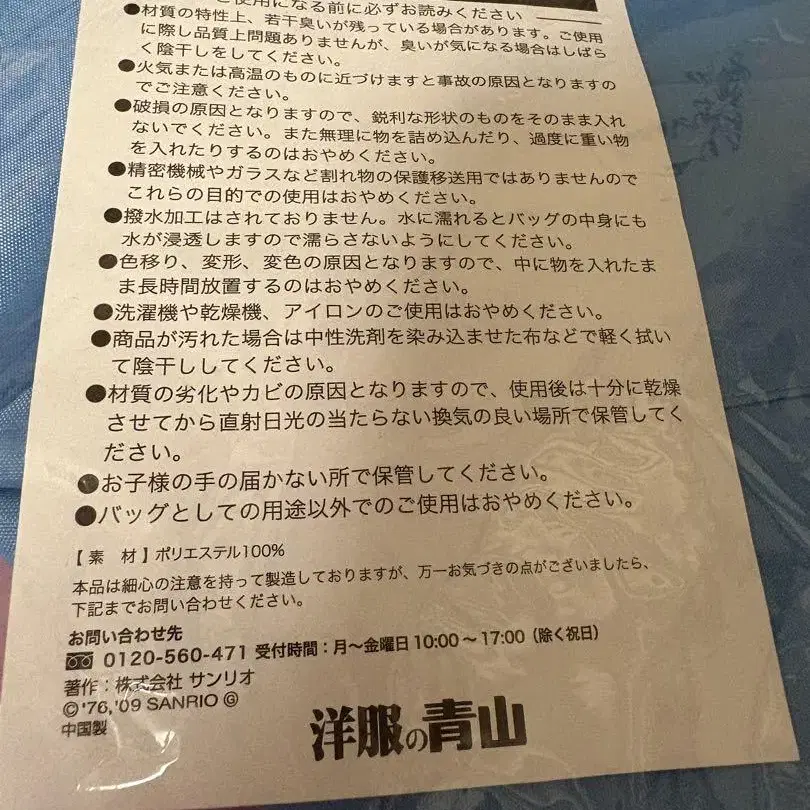 ご使用になる前に必ずお読みください
●材質の特性上、若干臭いが残っている場合があります。ご使用
に際し品質上問題ありませんが、臭いが気になる場合はしばら
く陰干しをしてください。
●火気または高温のものに近づけますと事故の原因となりますの
でご注意ください。
●破損の原因となりますので、鋭利な形状のものをそのまま入れ
ないでください。また無理に物を詰め込んだり、過度に重い物
を入れたりするのはおやめください。
●精密機械やガラスなど割れ物の保護移送用ではありませんので
これらの目的での使用はおやめください。
●撥水加工はされておりません。水に濡れるとバッグの中身にも
水が浸透しますので濡らさないようにしてください。
●色移り、変形、変色の原因となりますので、中に物を入れたま
ま長時間放置するのはおやめください。
●洗濯機や乾燥機、アイロンのご使用はおやめください。
●商品が汚れた場合は中性洗剤を染み込ませた布などで軽く拭い
て陰干ししてください。
●材質の劣化やカビの原因となりますので、使用後は十分に乾燥
させてから直射日光の当たらない換気の良い場所で保管してく
ださい。
●お子様の手の届かない所で保管してください。
●バッグとしての用途以外でのご使用はおやめください。
【素　材】ポリエステル100%
本品は細心の注意を持って製造しておりますが、万一お気づきの点がございましたら、
下記までお問い合わせください。
お問い合わせ先
0120-560-471 受付時間：月〜金曜日 10:00〜17:00（除く祝日）
著作：株式会社 サンリオ
©'76,'09 SANRIO Ⓖ
中国製
洋服の青山